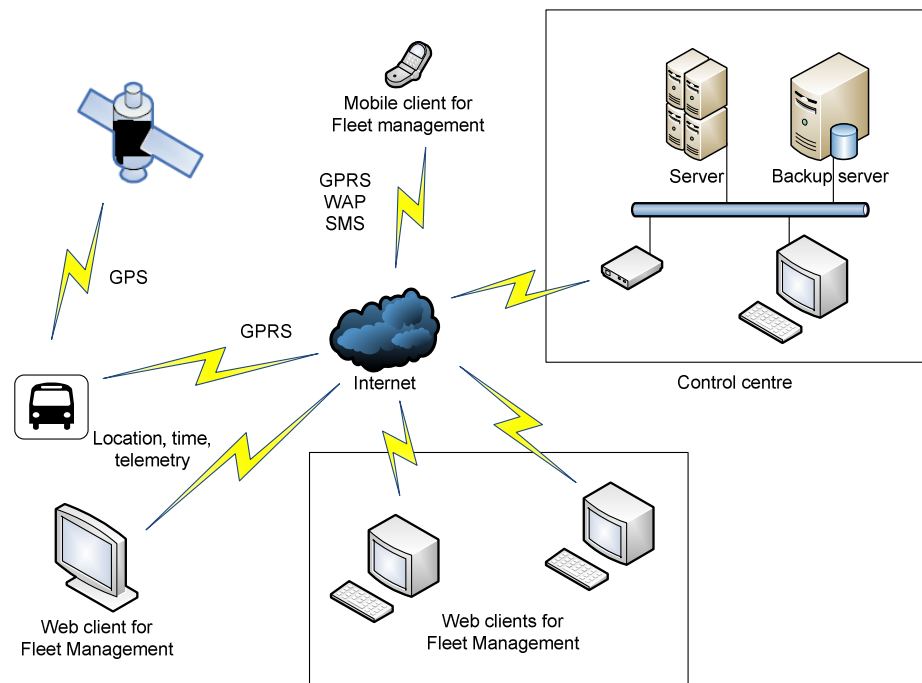 Mobile client for
Fleet management
GPRS
WAP
SMS
Server
Backup server
GPS
GPRS
Internet
Control centre
Location, time,
telemetry
Web client for
Fleet Management
Web clients for
Fleet Management